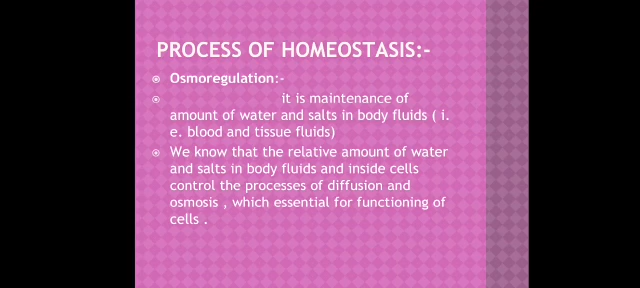 PROCESS OF HOMEOSTASIS:-
Osmoregulation:-
it is maintenance of
amount of water and salts in body fluids ( i.
e. blood and tissue fluids)
We know that the relative amount of water
and salts in body fluids and inside cells
control the processes of diffusion and
osmosis , which essential for functioning of
cells .